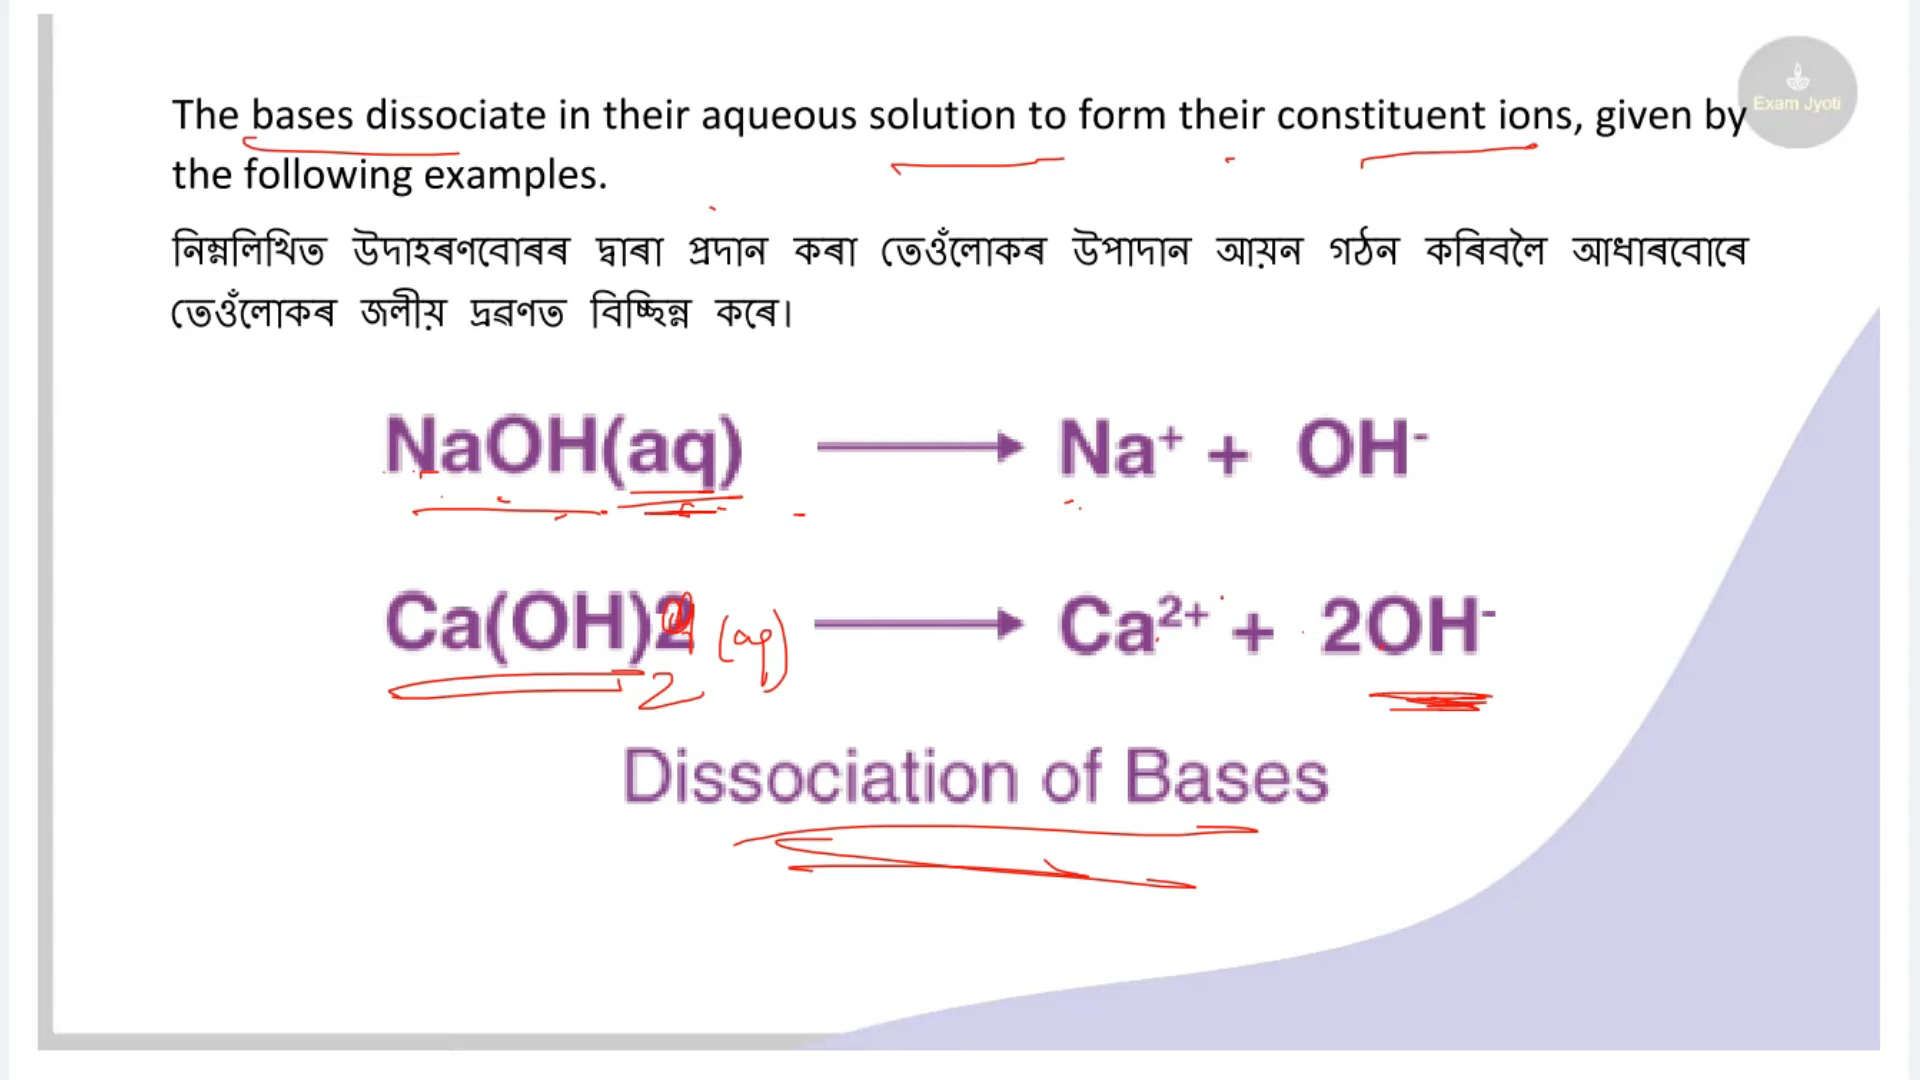 Exam Jyoti
The bases dissociate in their aqueous solution to form their constituent ions, given by
the following examples.
নিম্নলিখিত উদাহৰণবোৰৰ দ্বাৰা প্ৰদান কৰা তেওঁলোকৰ উপাদান আয়ন গঠন কৰিবলৈ আধাৰবোৰে
তেওঁলোকৰ জলীয় দ্ৰৱণত বিচ্ছিন্ন কৰে।
NaOH(aq) → Na⁺ + OH⁻
Ca(OH)2 2 (aq) → Ca²⁺ + 2OH⁻
Dissociation of Bases